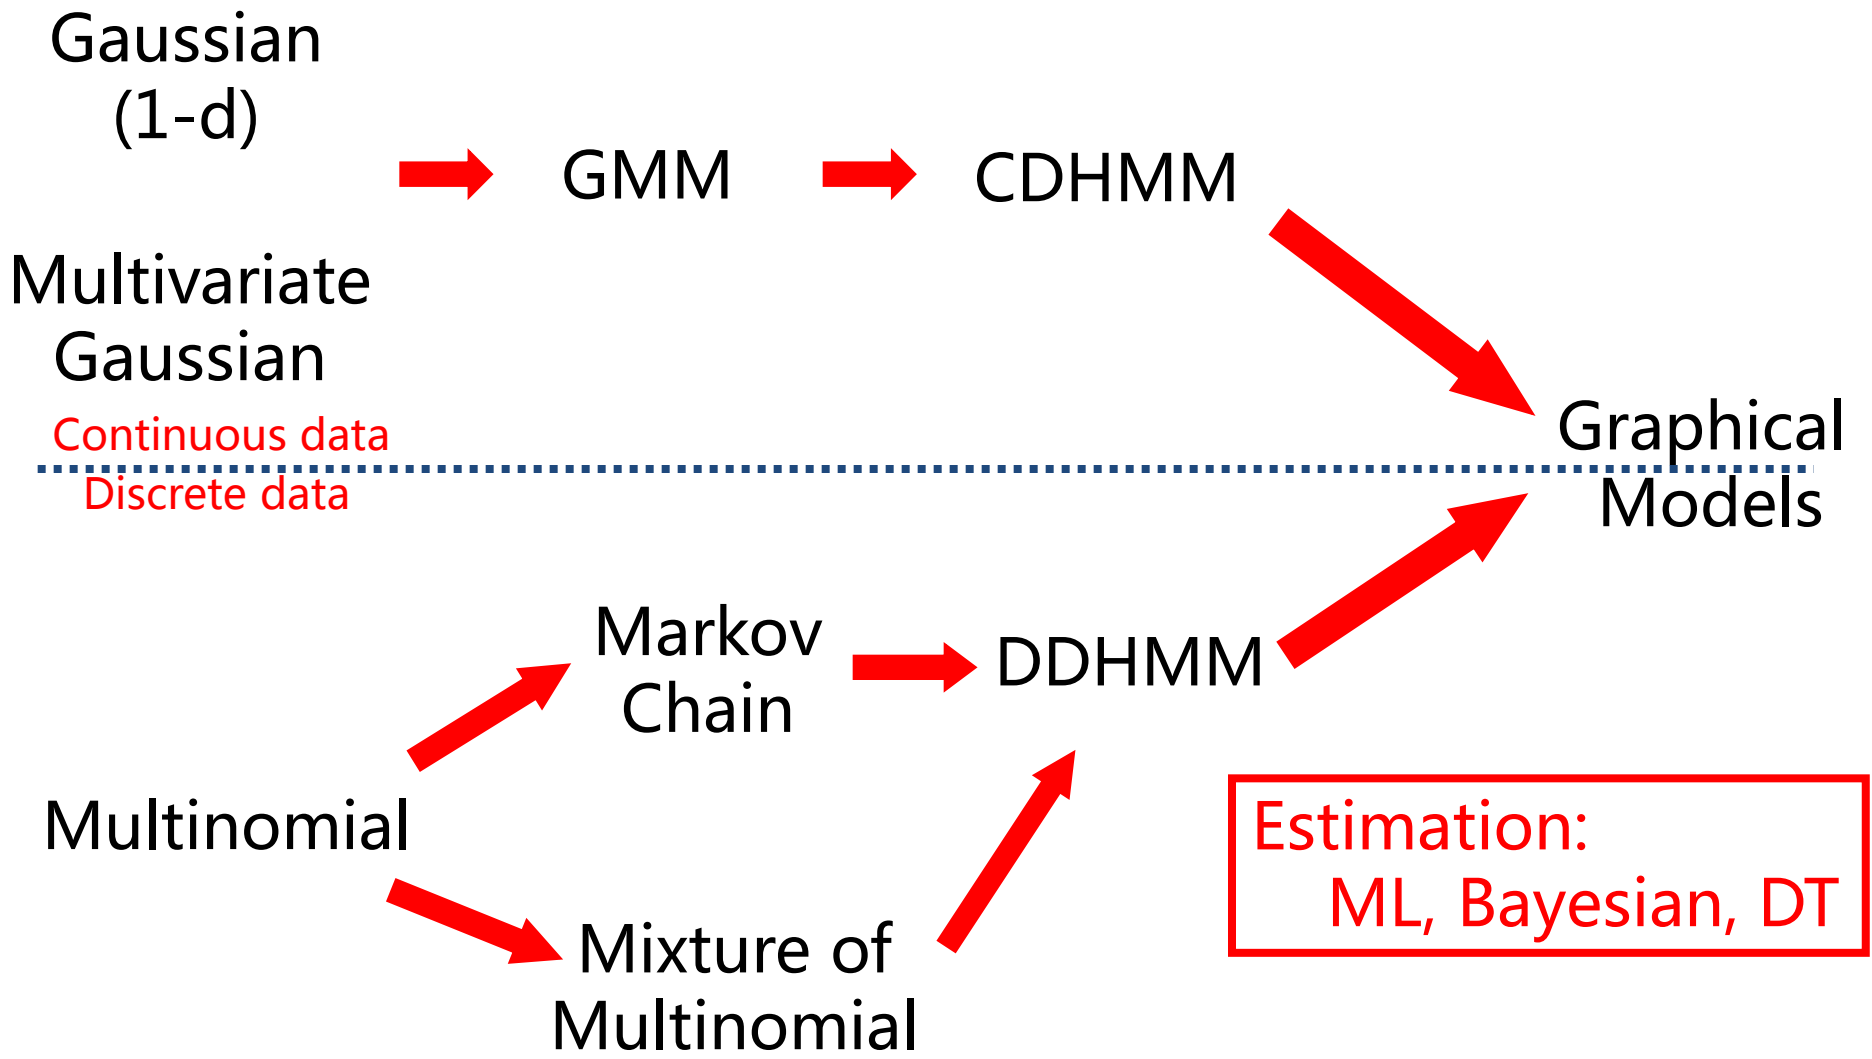 Gaussian
(1-d)
GMM
CDHMM
Multivariate
Gaussian
Continuous data
Discrete data
Graphical
Models
Markov
Chain
DDHMM
Multinomial
Mixture of
Multinomial
Estimation:
ML, Bayesian, DT